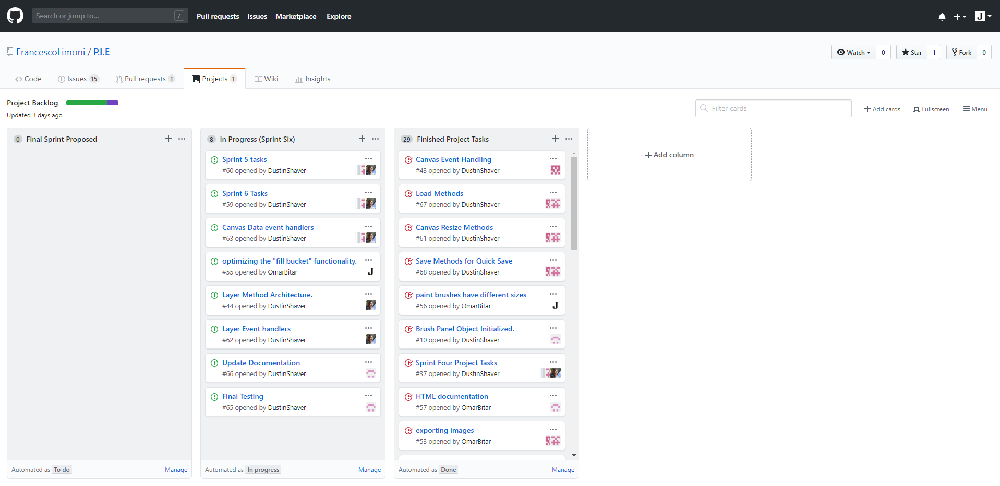 Search or jump to... / Pull requests Issues Marketplace Explore J
FrancescoLimoni / P.I.E Watch 0 Star 1 Fork 0
Code Issues 15 Pull requests 1 Projects 1 Wiki Insights
Project Backlog
Updated 3 days ago
Filter cards Add cards Fullscreen Menu
0 Final Sprint Proposed
Automated as To do Manage
8 In Progress (Sprint Six)
Sprint 5 tasks
#60 opened by DustinShaver
Sprint 6 Tasks
#59 opened by DustinShaver
Canvas Data event handlers
#63 opened by DustinShaver
optimizing the "fill bucket" functionality.
#55 opened by OmarBitar J
Layer Method Architecture.
#44 opened by DustinShaver
Layer Event handlers
#62 opened by DustinShaver
Update Documentation
#66 opened by DustinShaver
Final Testing
#65 opened by DustinShaver
Automated as In progress Manage
29 Finished Project Tasks
Canvas Event Handling
#43 opened by DustinShaver
Load Methods
#67 opened by DustinShaver
Canvas Resize Methods
#61 opened by DustinShaver
Save Methods for Quick Save
#68 opened by DustinShaver
paint brushes have different sizes
#56 opened by OmarBitar J
Brush Panel Object Initialized.
#10 opened by DustinShaver
Sprint Four Project Tasks
#37 opened by DustinShaver
HTML documentation
#57 opened by OmarBitar
exporting images
#53 opened by OmarBitar
Automated as Done Manage
Add column